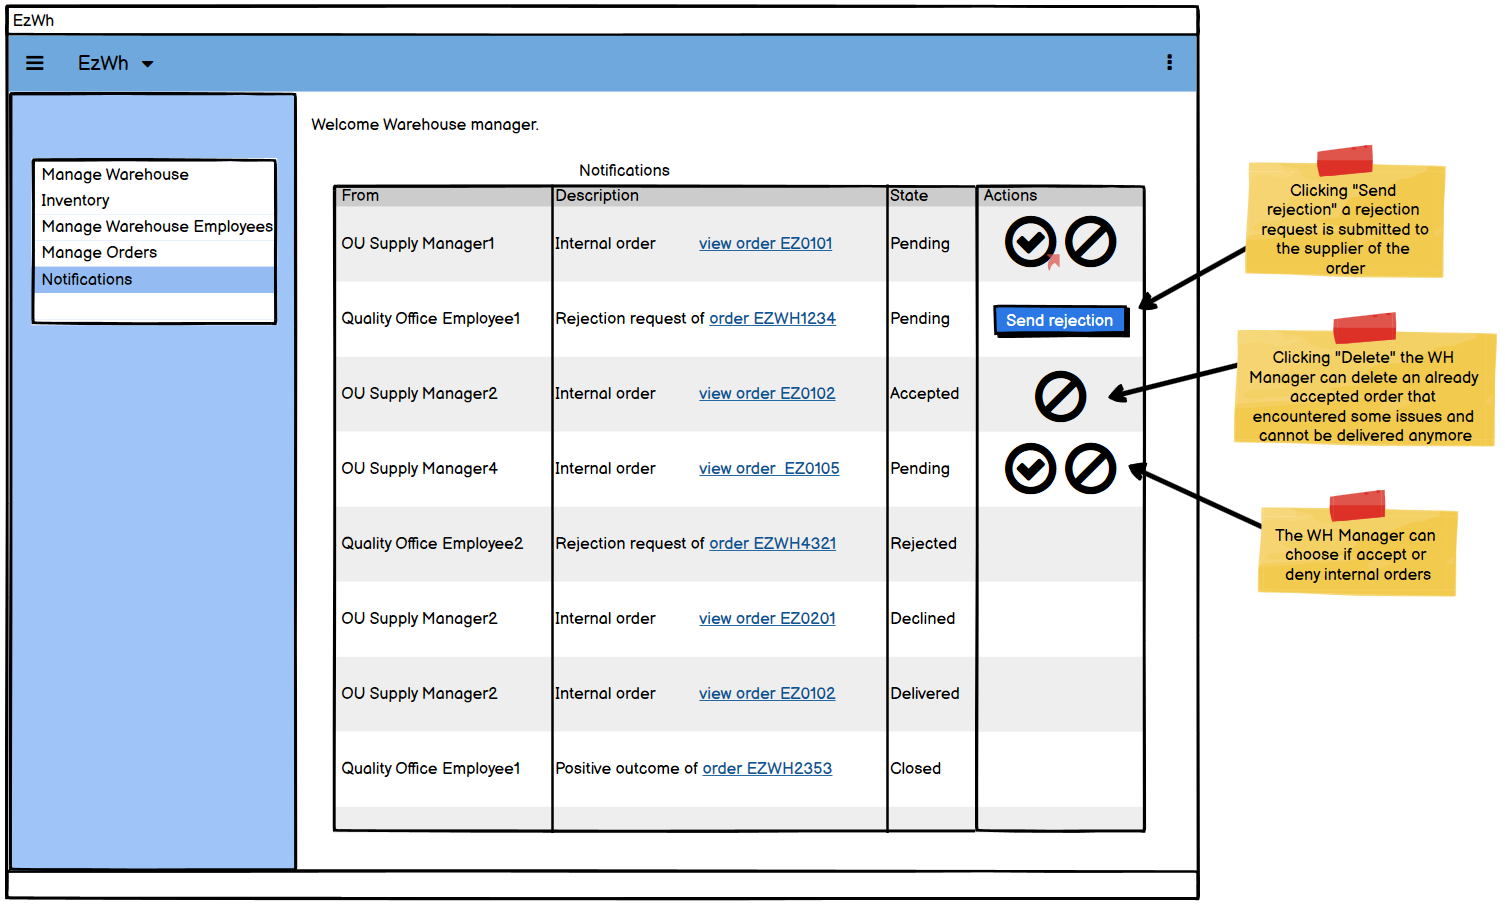 EzWh
EzWh
Welcome Warehouse manager.
Manage Warehouse
Inventory
Manage Warehouse Employees
Manage Orders
Notifications
Notifications
From Description State Actions
OU Supply Manager1 Internal order view order EZ0101 Pending
Quality Office Employee1 Rejection request of order EZWH1234 Pending Send rejection
OU Supply Manager2 Internal order view order EZ0102 Accepted
OU Supply Manager4 Internal order view order  EZ0105 Pending
Quality Office Employee2 Rejection request of order EZWH4321 Rejected
OU Supply Manager2 Internal order view order EZ0201 Declined
OU Supply Manager2 Internal order view order EZ0102 Delivered
Quality Office Employee1 Positive outcome of order EZWH2353 Closed
Clicking "Send
rejection" a rejection
request is submitted to
the supplier of the
order
Clicking "Delete" the WH
Manager can delete an already
accepted order that
encountered some issues and
cannot be delivered anymore
The WH Manager can
choose if accept or
deny internal orders